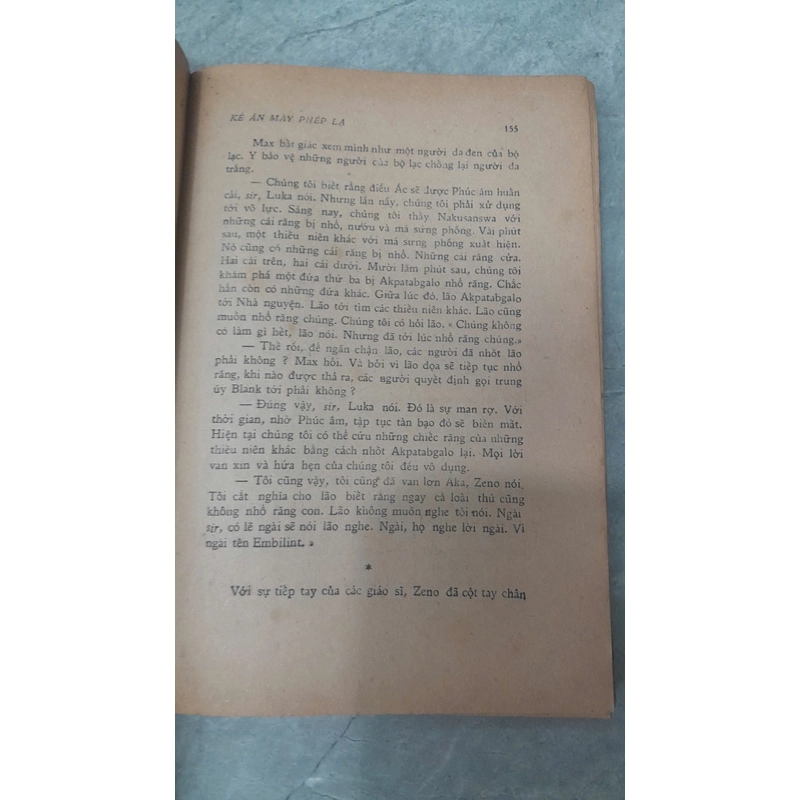 KẺ ĂN MÀY PHÉP LẠ 155
Max bất giác xem mình như một người da đen của bộ
lạc. Y bảo vệ những người của bộ lạc chống lại người da
trắng.
— Chúng tôi biết rằng điều Ác sẽ được Phúc âm huấn
cải, sir, Luka nói. Nhưng lần nầy, chúng tôi phải xử dụng
tới võ lực. Sáng nay, chúng tôi thấy Nakusanswa với
những cái răng bị nhổ, nướu và má sưng phồng. Vài phút
sau, một thiếu niên khác với má sưng phồng xuất hiện.
Nó cũng có những cái răng bị nhổ. Những cái răng cửa.
Hai cái trên, hai cái dưới. Mười lăm phút sau, chúng tôi
khám phá một đứa thứ ba bị Akpatabgalo nhổ răng. Chắc
hẳn còn có những đứa khác. Giữa lúc đó, lão Akpatabgalo
tới Nhà nguyện. Lão tới tìm các thiếu niên khác. Lão cũng
muốn nhổ răng chúng. Chúng tôi có hỏi lão. « Chúng không
có làm gì hết, lão nói. Nhưng đã tới lúc nhổ răng chúng.»
— Thế rồi, để ngăn chận lão, các người đã nhốt lão
phải không ? Max hỏi. Và bởi vì lão dọa sẽ tiếp tục nhổ
răng, khi nào được thả ra, các người quyết định gọi trung
úy Blank tới phải không ?
— Đúng vậy, sir, Luka nói. Đó là sự man rợ. Với
thời gian, nhờ Phúc âm, tập tục tàn bạo đó sẽ biến mất.
Hiện tại chúng tôi có thể cứu những chiếc răng của những
thiếu niên khác bằng cách nhốt Akpatabgalo lại. Mọi lời
van xin và hứa hẹn của chúng tôi đều vô dụng.
— Tôi cũng vậy, tôi cũng đã van lơn Aka, Zeno nói.
Tôi cắt nghĩa cho lão biết rằng ngay cả loài thú cũng
không nhổ răng con. Lão không muốn nghe tôi nói. Ngài
sir, có lẽ ngài sẽ nói lão nghe. Ngài, họ nghe lời ngài. Vì
ngài tên Embilint. »
*
Với sự tiếp tay của các giáo sĩ, Zeno đã cột tay chân